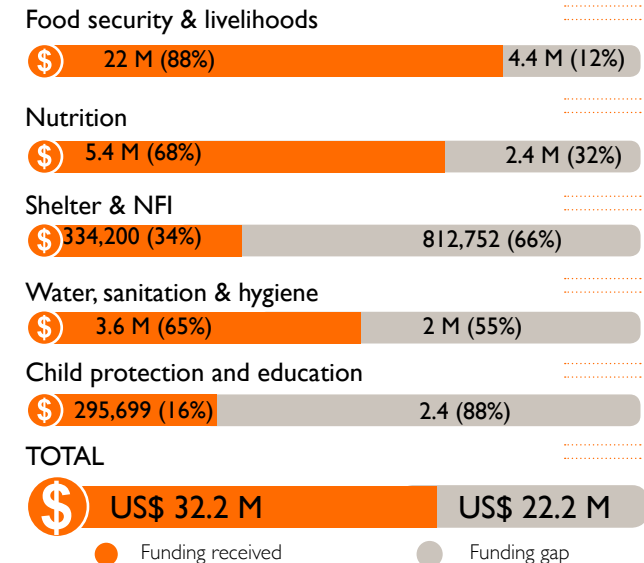 Food security & livelihoods
$ 22 M (88%) 4.4 M (12%)
Nutrition
$ 5.4 M (68%) 2.4 M (32%)
Shelter & NFI
$ 334,200 (34%) 812,752 (66%)
Water, sanitation & hygiene
$ 3.6 M (65%) 2 M (55%)
Child protection and education
$ 295,699 (16%) 2.4 (88%)
TOTAL
$ US$ 32.2 M US$ 22.2 M
Funding received Funding gap